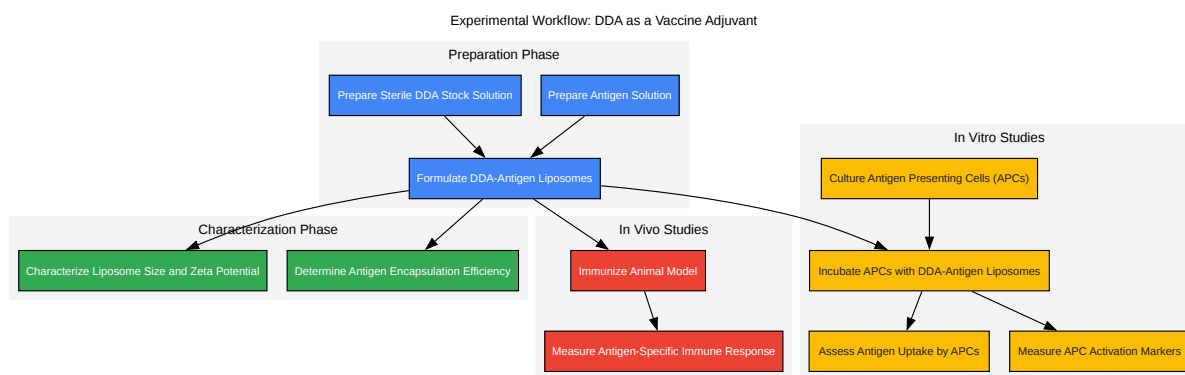 Experimental Workflow: DDA as a Vaccine Adjuvant
Preparation Phase
Prepare Sterile DDA Stock Solution
Prepare Antigen Solution
Formulate DDA-Antigen Liposomes
Characterization Phase
Characterize Liposome Size and Zeta Potential
Determine Antigen Encapsulation Efficiency
In Vivo Studies
Immunize Animal Model
Measure Antigen-Specific Immune Response
In Vitro Studies
Culture Antigen Presenting Cells (APCs)
Incubate APCs with DDA-Antigen Liposomes
Assess Antigen Uptake by APCs
Measure APC Activation Markers